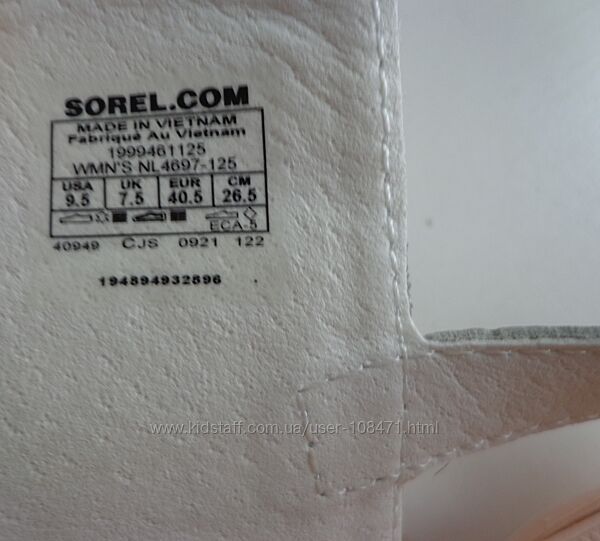 SOREL.COM
MADE IN VIETNAM
Fabriqué Au Vietnam
1999461125
WMN'S NL4697-125
USA UK EUR CM
9.5 7.5 40.5 26.5
ECA-5
40949 CJS 0921 122
194894932896
www.kidstaff.com.ua/user-108471.html